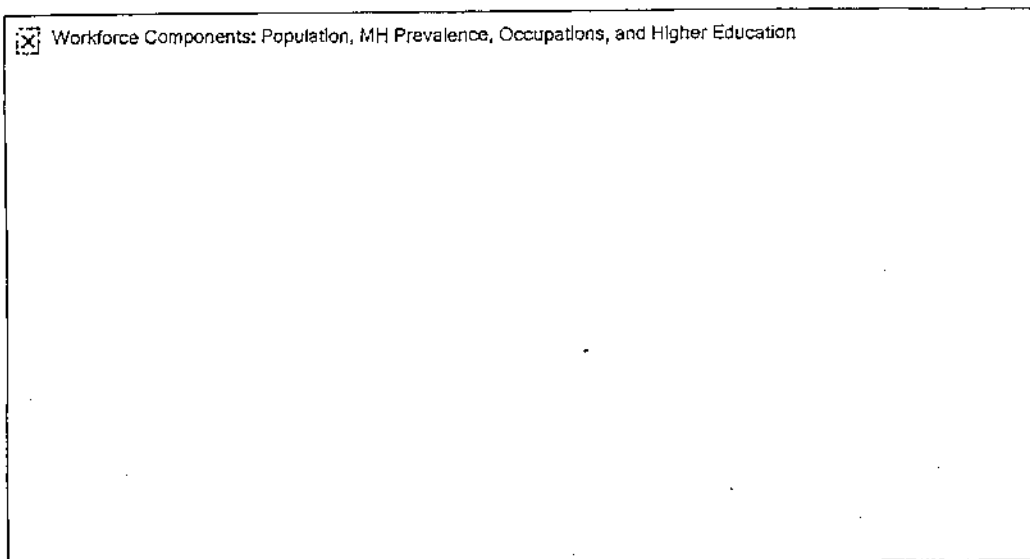 Workforce Components: Population, MH Prevalence, Occupations, and Higher Education